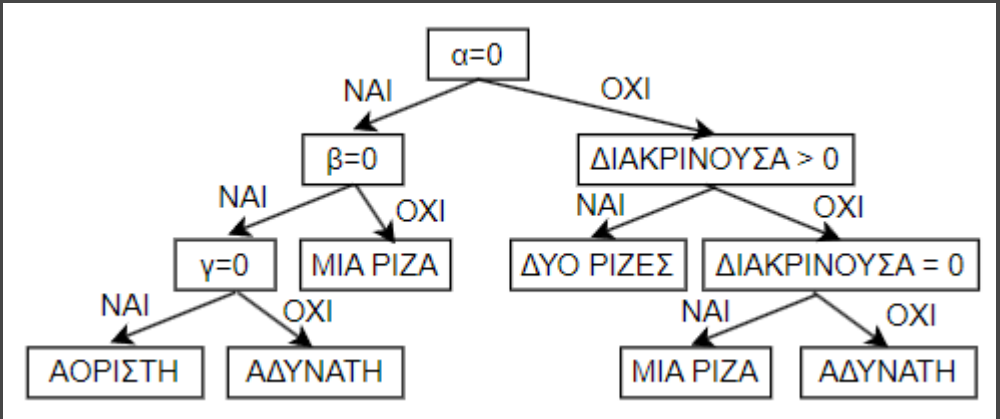 α=0
ΝΑΙ
ΟΧΙ
β=0
ΔΙΑΚΡΙΝΟΥΣΑ > 0
ΝΑΙ
ΟΧΙ
ΝΑΙ
ΟΧΙ
γ=0
ΜΙΑ ΡΙΖΑ
ΔΥΟ ΡΙΖΕΣ
ΔΙΑΚΡΙΝΟΥΣΑ = 0
ΝΑΙ
ΟΧΙ
ΝΑΙ
ΟΧΙ
ΑΟΡΙΣΤΗ
ΑΔΥΝΑΤΗ
ΜΙΑ ΡΙΖΑ
ΑΔΥΝΑΤΗ